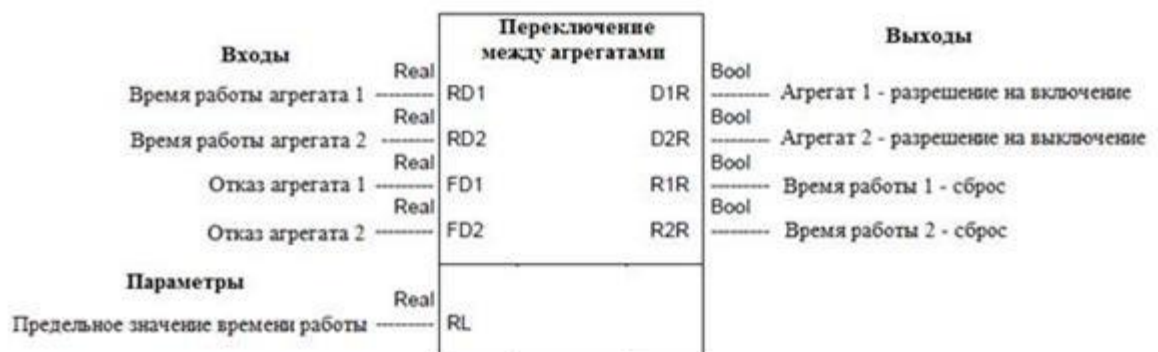 Переключение
между агрегатами
Входы
Выходы
Real
Bool
Время работы агрегата 1
RD1
D1R
Агрегат 1 - разрешение на включение
Real
Bool
Время работы агрегата 2
RD2
D2R
Агрегат 2 - разрешение на выключение
Real
Bool
Отказ агрегата 1
FD1
R1R
Время работы 1 - сброс
Real
Bool
Отказ агрегата 2
FD2
R2R
Время работы 2 - сброс
Параметры
Real
Предельное значение времени работы
RL